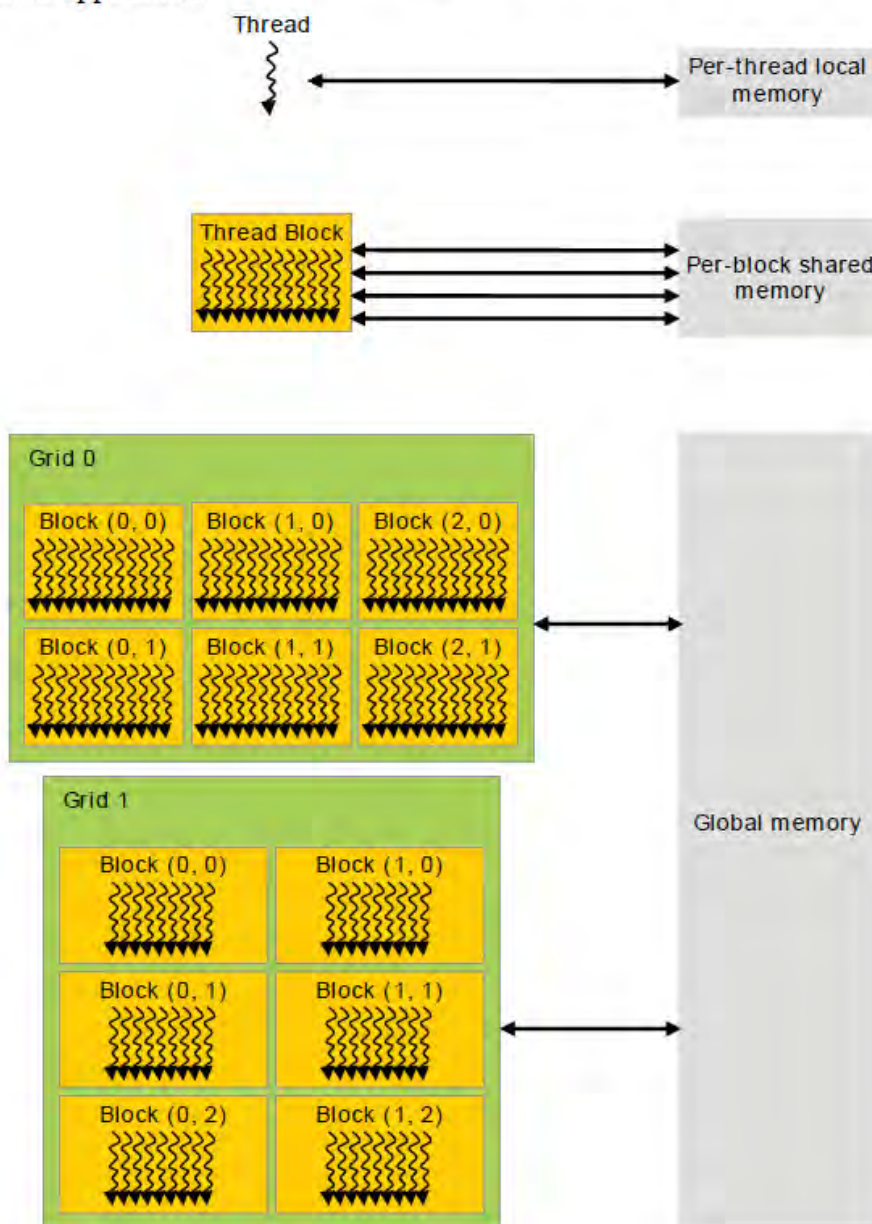 Thread
Per-thread local
memory
Thread Block
Per-block shared
memory
Grid 0
Block (0, 0)
Block (1, 0)
Block (2, 0)
Block (0, 1)
Block (1, 1)
Block (2, 1)
Grid 1
Global memory
Block (0, 0)
Block (1, 0)
Block (0, 1)
Block (1, 1)
Block (0, 2)
Block (1, 2)